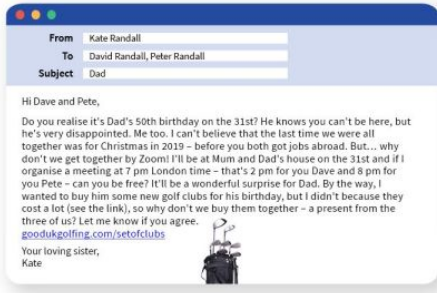 From Kate Randall
To David Randall, Peter Randall
Subject Dad
Hi Dave and Pete,
Do you realise it's Dad's 50th birthday on the 31st? He knows you can't be here, but
he's very disappointed. Me too. I can't believe that the last time we were all
together was for Christmas in 2019 – before you both got jobs abroad. But… why
don't we get together by Zoom! I'll be at Mum and Dad's house on the 31st and if I
organise a meeting at 7 pm London time – that's 2 pm for you Dave and 8 pm for
you Pete – can you be free? It'll be a wonderful surprise for Dad. By the way, I
wanted to buy him some new golf clubs for his birthday, but I didn't because they
cost a lot (see the link), so why don't we buy them together – a present from the
three of us? Let me know if you agree.
goodukgolfing.com/setofclubs
Your loving sister,
Kate